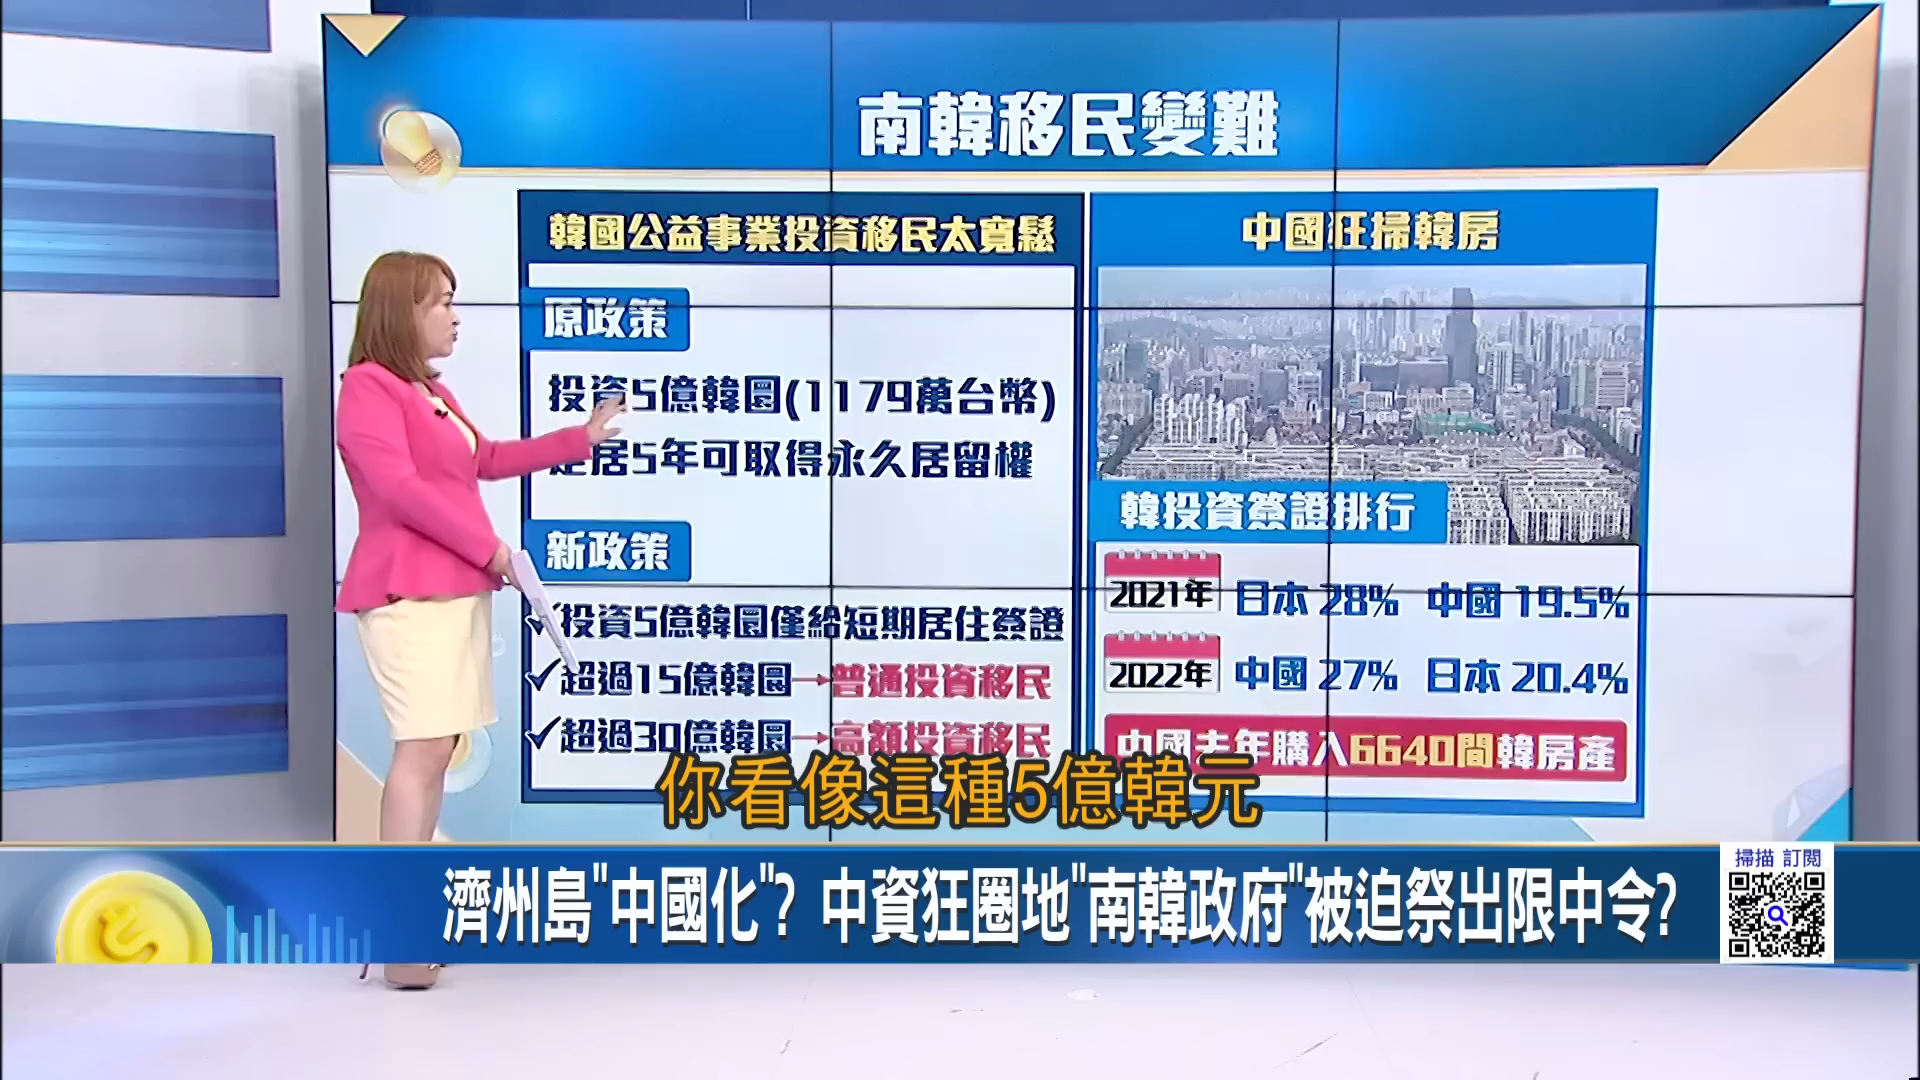 南韓移民變難
韓國公益事業投資移民太寬鬆
原政策
投資5億韓圜(1179萬台幣)
定居5年可取得永久居留權
新政策
✓投資5億韓圜僅給短期居住簽證
✓超過15億韓圜→普通投資移民
✓超過30億韓圜→高額投資移民
中國狂掃韓房
韓投資簽證排行
2021年 日本28% 中國19.5%
2022年 中國27% 日本20.4%
中國去年購入6640間韓房產
你看像這種5億韓元
濟州島"中國化"? 中資狂圈地"南韓政府"被迫祭出限中令?
掃描 訂閱